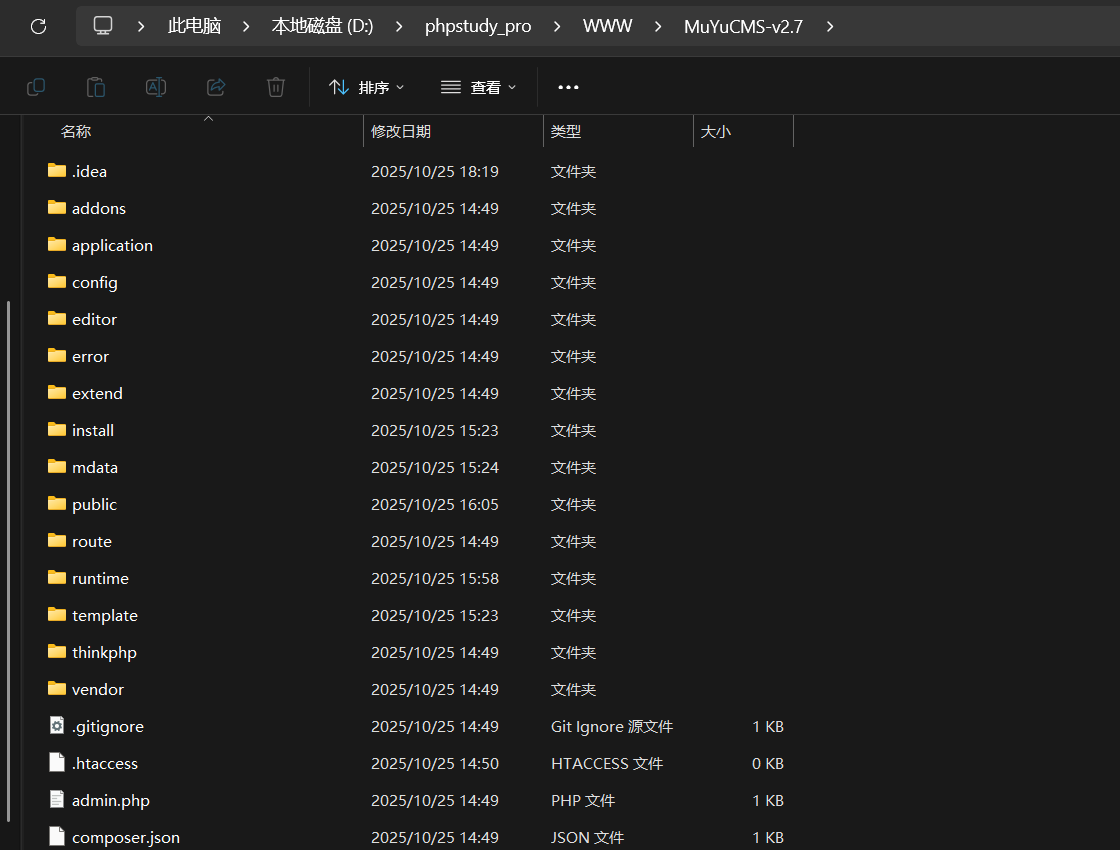 此电脑 > 本地磁盘 (D:) > phpstudy_pro > WWW > MuYuCMS-v2.7 >
排序 查看
名称 修改日期 类型 大小
.idea 2025/10/25 18:19 文件夹
addons 2025/10/25 14:49 文件夹
application 2025/10/25 14:49 文件夹
config 2025/10/25 14:49 文件夹
editor 2025/10/25 14:49 文件夹
error 2025/10/25 14:49 文件夹
extend 2025/10/25 14:49 文件夹
install 2025/10/25 15:23 文件夹
mdata 2025/10/25 15:24 文件夹
public 2025/10/25 16:05 文件夹
route 2025/10/25 14:49 文件夹
runtime 2025/10/25 15:58 文件夹
template 2025/10/25 15:23 文件夹
thinkphp 2025/10/25 14:49 文件夹
vendor 2025/10/25 14:49 文件夹
.gitignore 2025/10/25 14:49 Git Ignore 源文件 1 KB
.htaccess 2025/10/25 14:50 HTACCESS 文件 0 KB
admin.php 2025/10/25 14:49 PHP 文件 1 KB
composer.json 2025/10/25 14:49 JSON 文件 1 KB